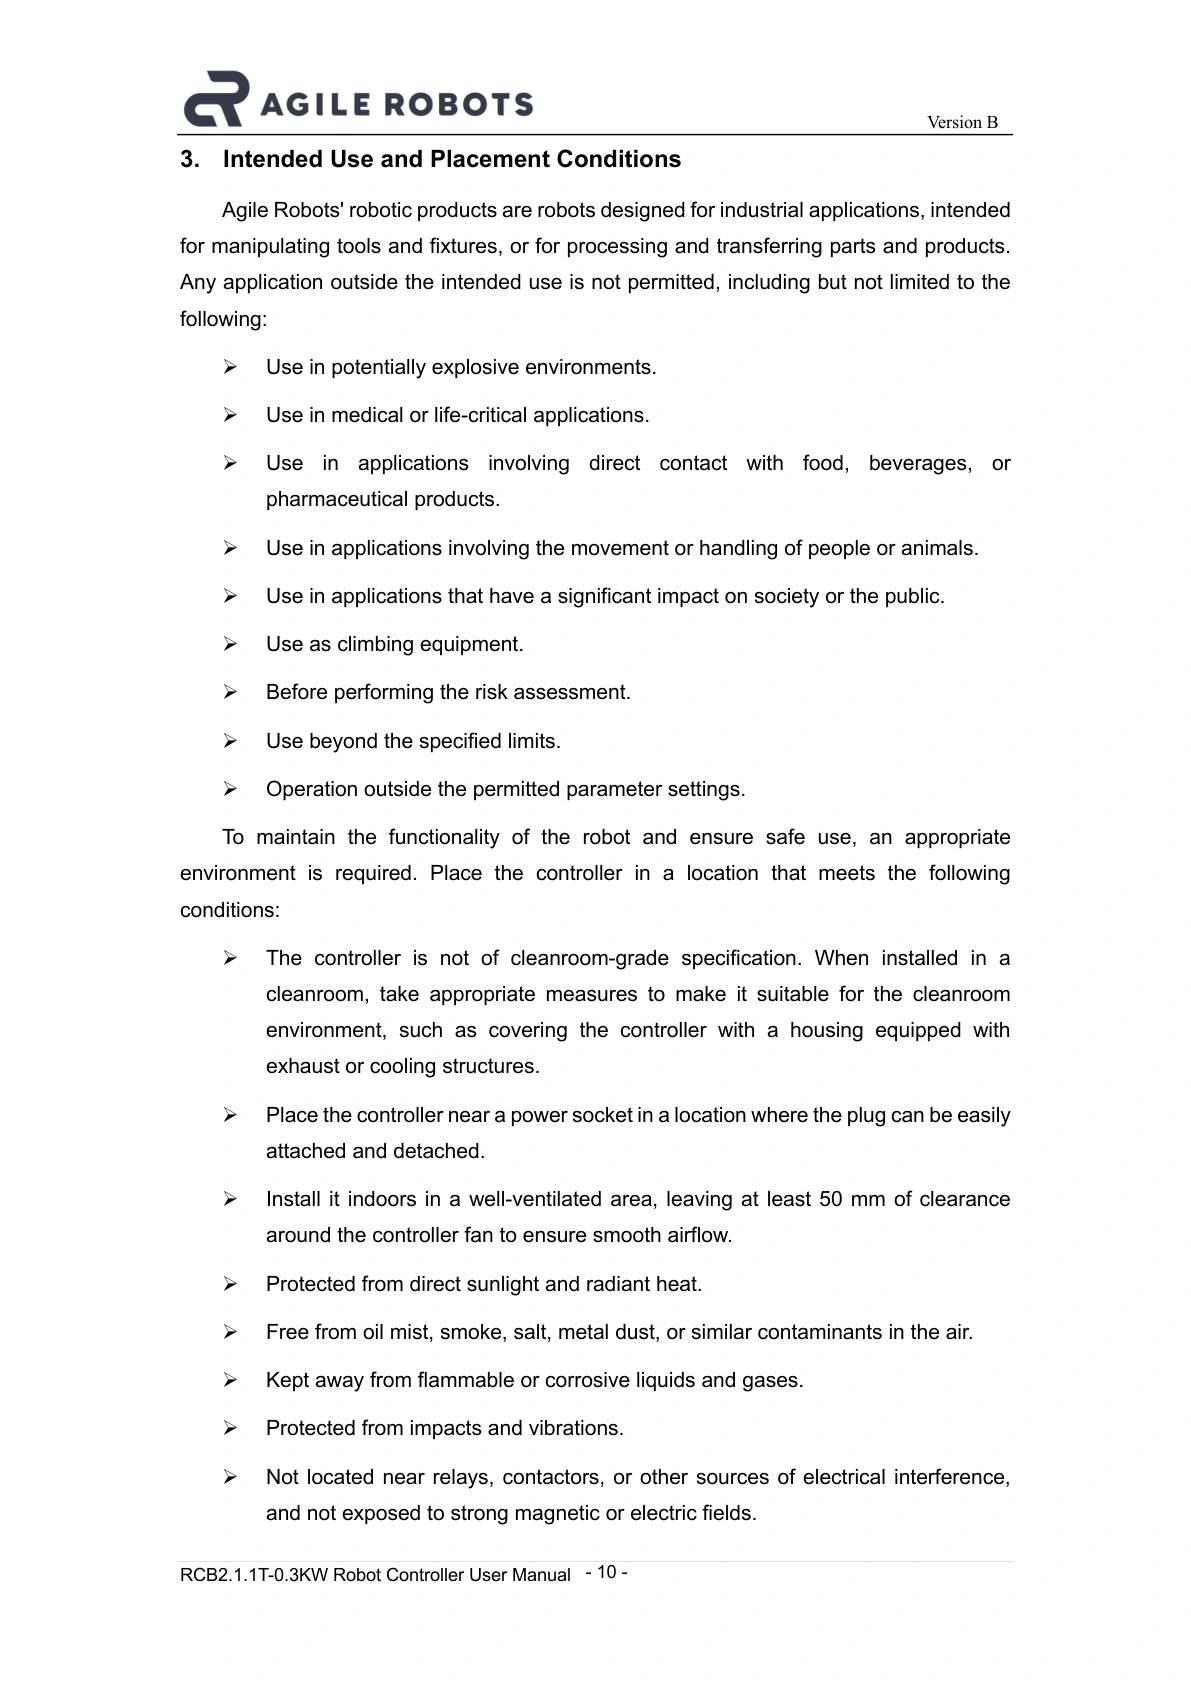 AGILE ROBOTS
Version B
3. Intended Use and Placement Conditions
Agile Robots' robotic products are robots designed for industrial applications, intended
for manipulating tools and fixtures, or for processing and transferring parts and products.
Any application outside the intended use is not permitted, including but not limited to the
following:
➢ Use in potentially explosive environments.
➢ Use in medical or life-critical applications.
➢ Use in applications involving direct contact with food, beverages, or
pharmaceutical products.
➢ Use in applications involving the movement or handling of people or animals.
➢ Use in applications that have a significant impact on society or the public.
➢ Use as climbing equipment.
➢ Before performing the risk assessment.
➢ Use beyond the specified limits.
➢ Operation outside the permitted parameter settings.
To maintain the functionality of the robot and ensure safe use, an appropriate
environment is required. Place the controller in a location that meets the following
conditions:
➢ The controller is not of cleanroom-grade specification. When installed in a
cleanroom, take appropriate measures to make it suitable for the cleanroom
environment, such as covering the controller with a housing equipped with
exhaust or cooling structures.
➢ Place the controller near a power socket in a location where the plug can be easily
attached and detached.
➢ Install it indoors in a well-ventilated area, leaving at least 50 mm of clearance
around the controller fan to ensure smooth airflow.
➢ Protected from direct sunlight and radiant heat.
➢ Free from oil mist, smoke, salt, metal dust, or similar contaminants in the air.
➢ Kept away from flammable or corrosive liquids and gases.
➢ Protected from impacts and vibrations.
➢ Not located near relays, contactors, or other sources of electrical interference,
and not exposed to strong magnetic or electric fields.
RCB2.1.1T-0.3KW Robot Controller User Manual - 10 -